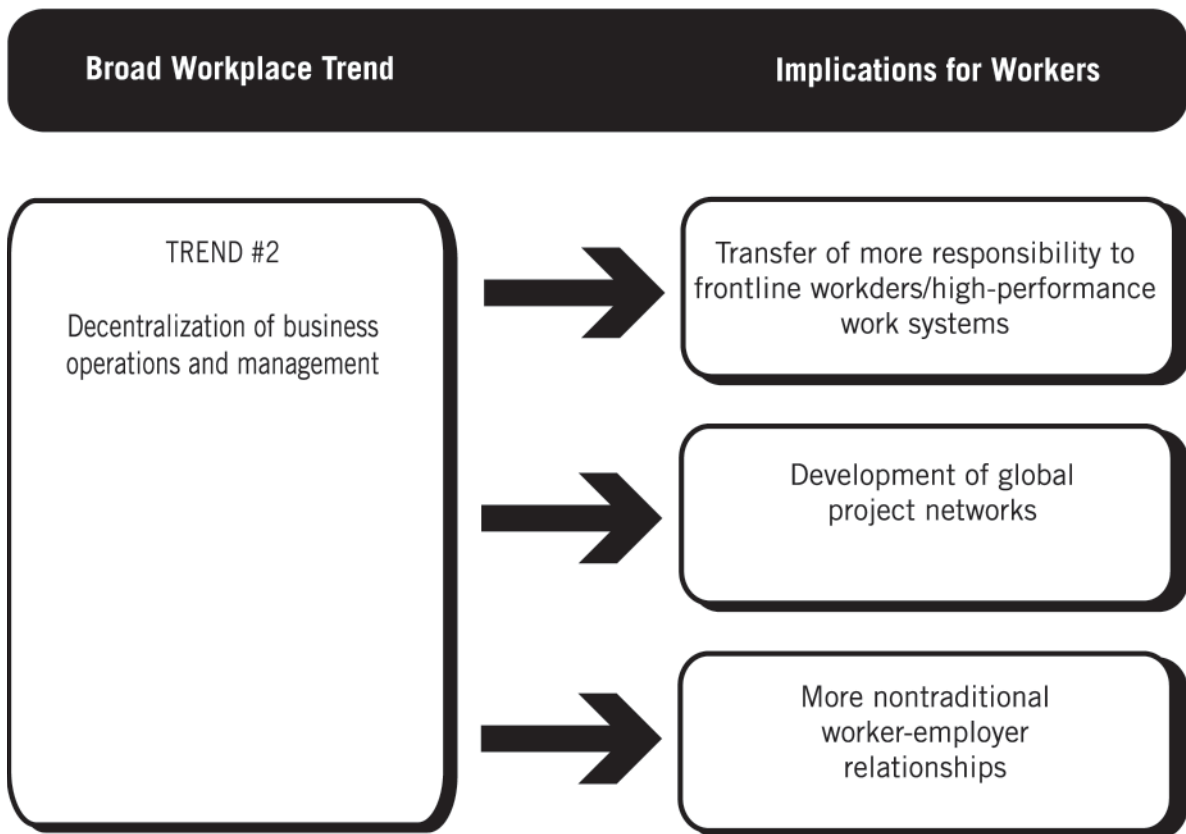 Broad Workplace Trend
Implications for Workers
TREND #2
Decentralization of business
operations and management
Transfer of more responsibility to
frontline workders/high-performance
work systems
Development of global
project networks
More nontraditional
worker-employer
relationships